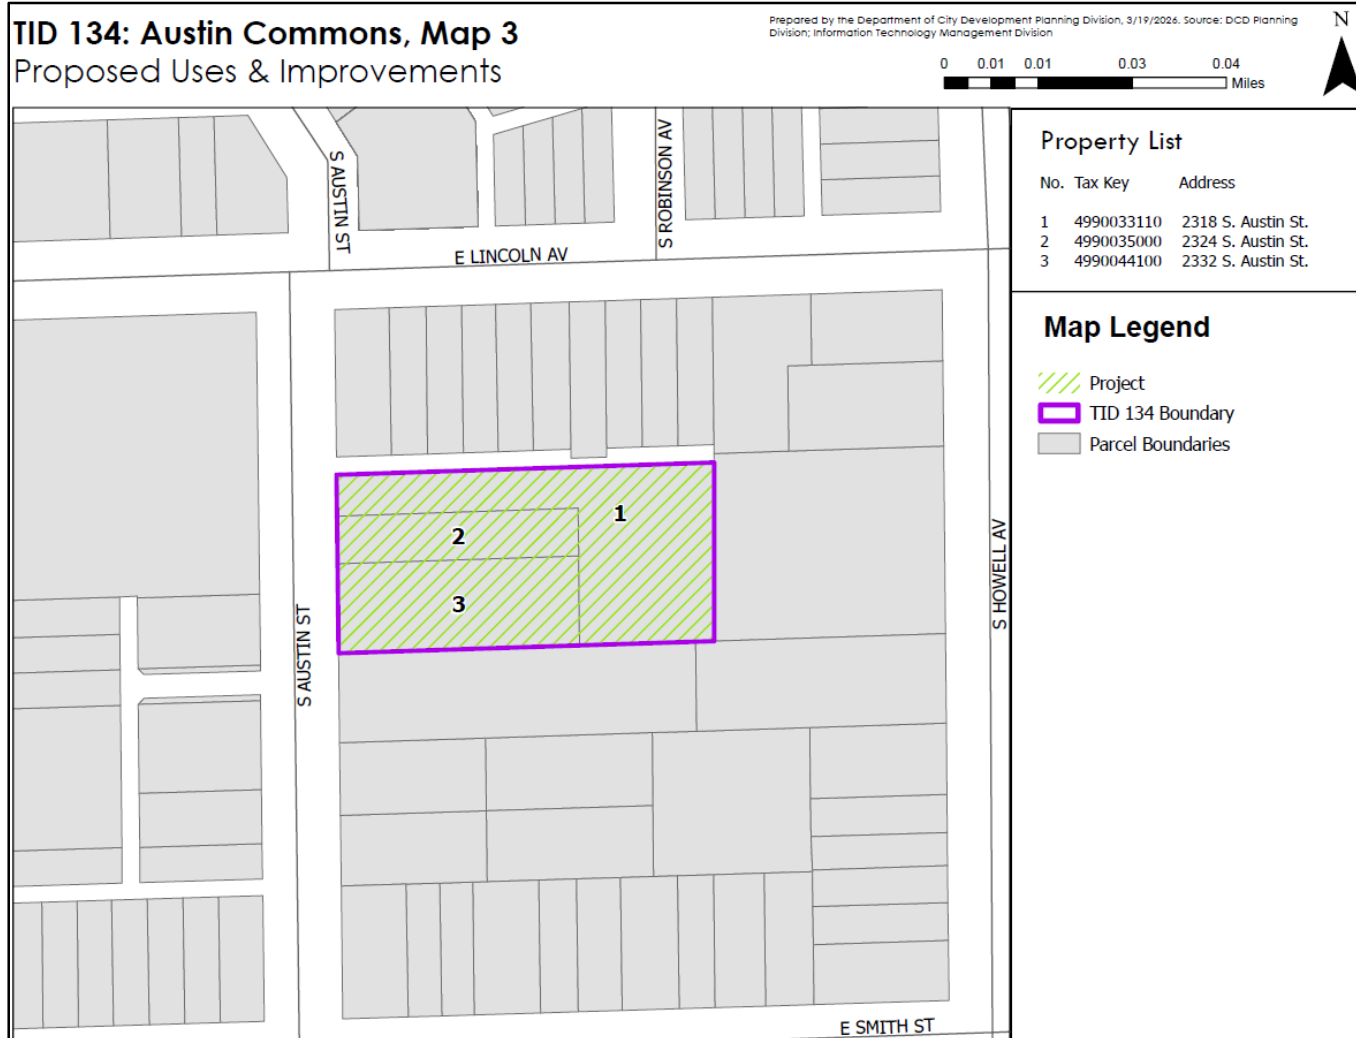 TID 134: Austin Commons, Map 3
Proposed Uses & Improvements
Prepared by the Department of City Development Planning Division, 3/19/2026. Source: DCD Planning
Division; Information Technology Management Division
0 0.01 0.01 0.03 0.04
Miles
N
S AUSTIN ST
S ROBINSON AV
E LINCOLN AV
1
2
3
S AUSTIN ST
S HOWELL AV
E SMITH ST
Property List
No. Tax Key Address
1 4990033110 2318 S. Austin St.
2 4990035000 2324 S. Austin St.
3 4990044100 2332 S. Austin St.
Map Legend
Project
TID 134 Boundary
Parcel Boundaries